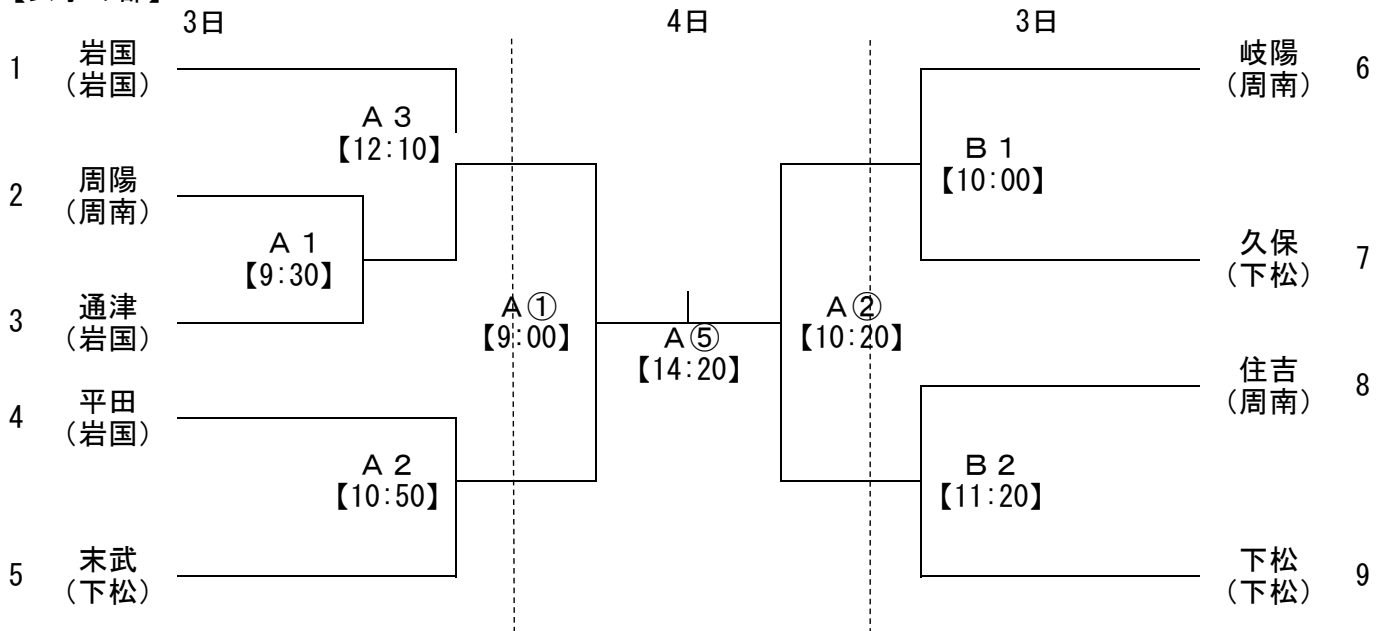 3日
4日
3日
1
岩国
（岩国）
A 3
【12:10】
2
周陽
（周南）
A 1
【9:30】
3
通津
（岩国）
A①
【9:00】
4
平田
（岩国）
A 2
【10:50】
5
末武
（下松）
A⑤
【14:20】
A②
【10:20】
岐陽
（周南）
6
B 1
【10:00】
久保
（下松）
7
住吉
（周南）
8
B 2
【11:20】
下松
（下松）
9